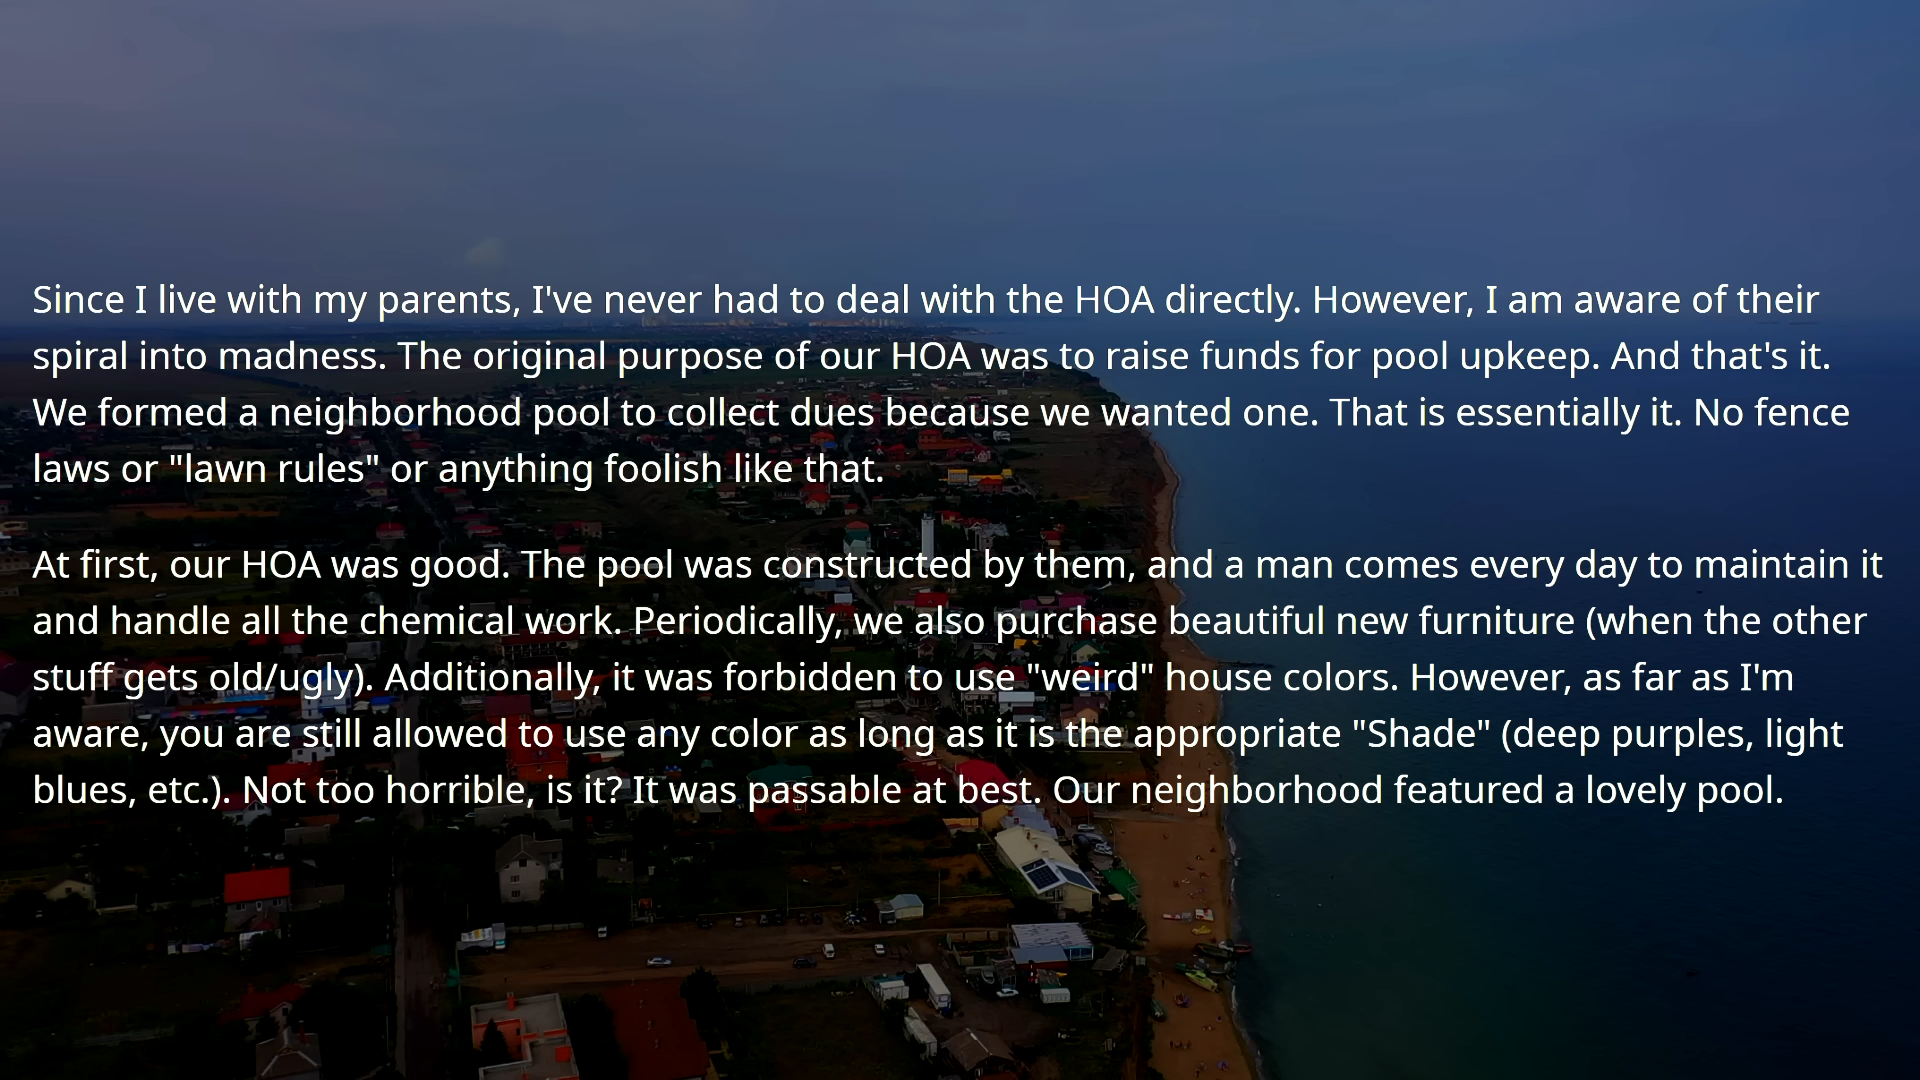 Since I live with my parents, I've never had to deal with the HOA directly. However, I am aware of their
spiral into madness. The original purpose of our HOA was to raise funds for pool upkeep. And that's it.
We formed a neighborhood pool to collect dues because we wanted one. That is essentially it. No fence
laws or "lawn rules" or anything foolish like that.
At first, our HOA was good. The pool was constructed by them, and a man comes every day to maintain it
and handle all the chemical work. Periodically, we also purchase beautiful new furniture (when the other
stuff gets old/ugly). Additionally, it was forbidden to use "weird" house colors. However, as far as I'm
aware, you are still allowed to use any color as long as it is the appropriate "Shade" (deep purples, light
blues, etc.). Not too horrible, is it? It was passable at best. Our neighborhood featured a lovely pool.